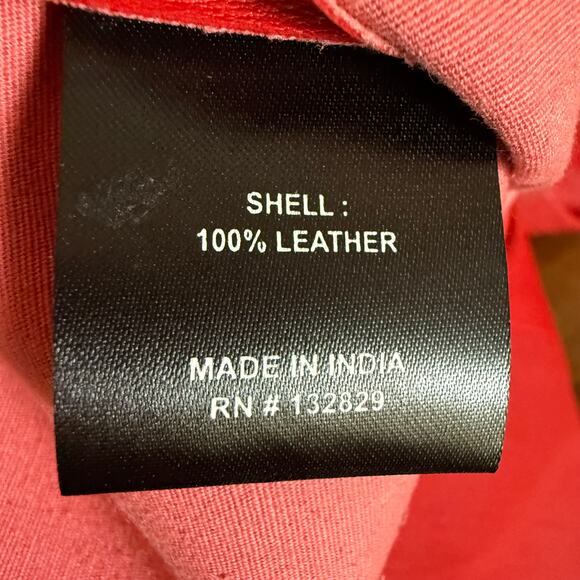 SHELL :
100% LEATHER
MADE IN INDIA
RN # 132829